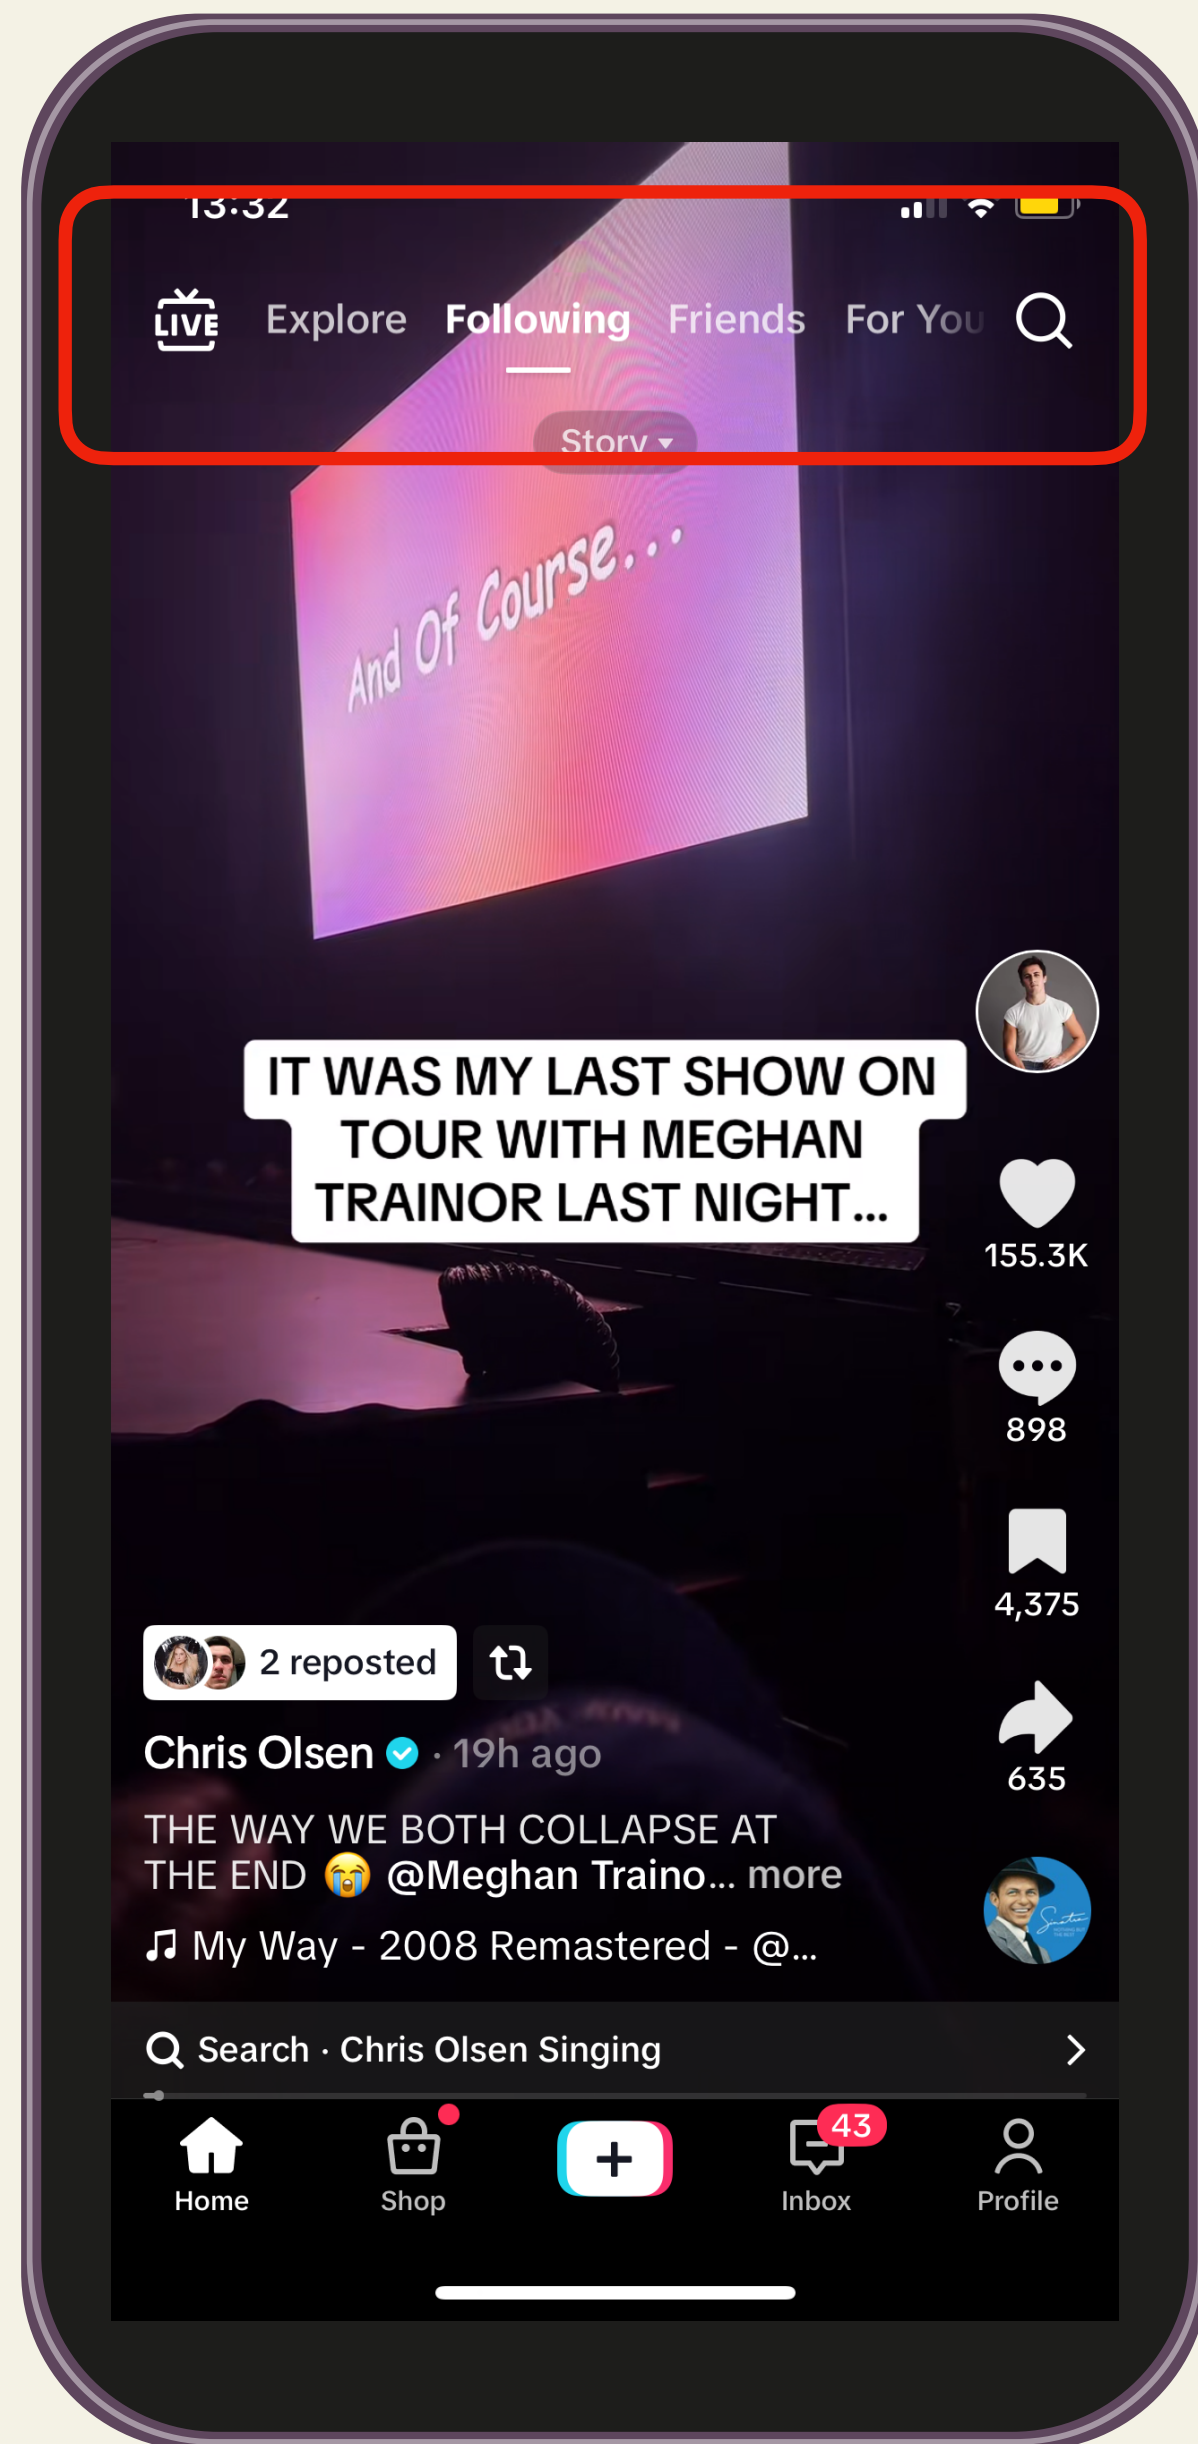 13:32
LIVE Explore Following Friends For You
Story
And Of Course...
IT WAS MY LAST SHOW ON
TOUR WITH MEGHAN
TRAINOR LAST NIGHT...
155.3K
898
4,375
2 reposted
635
Chris Olsen · 19h ago
THE WAY WE BOTH COLLAPSE AT
THE END 😭 @Meghan Traino... more
Sinatra
My Way - 2008 Remastered - @...
Search · Chris Olsen Singing
43
Home Shop Inbox Profile